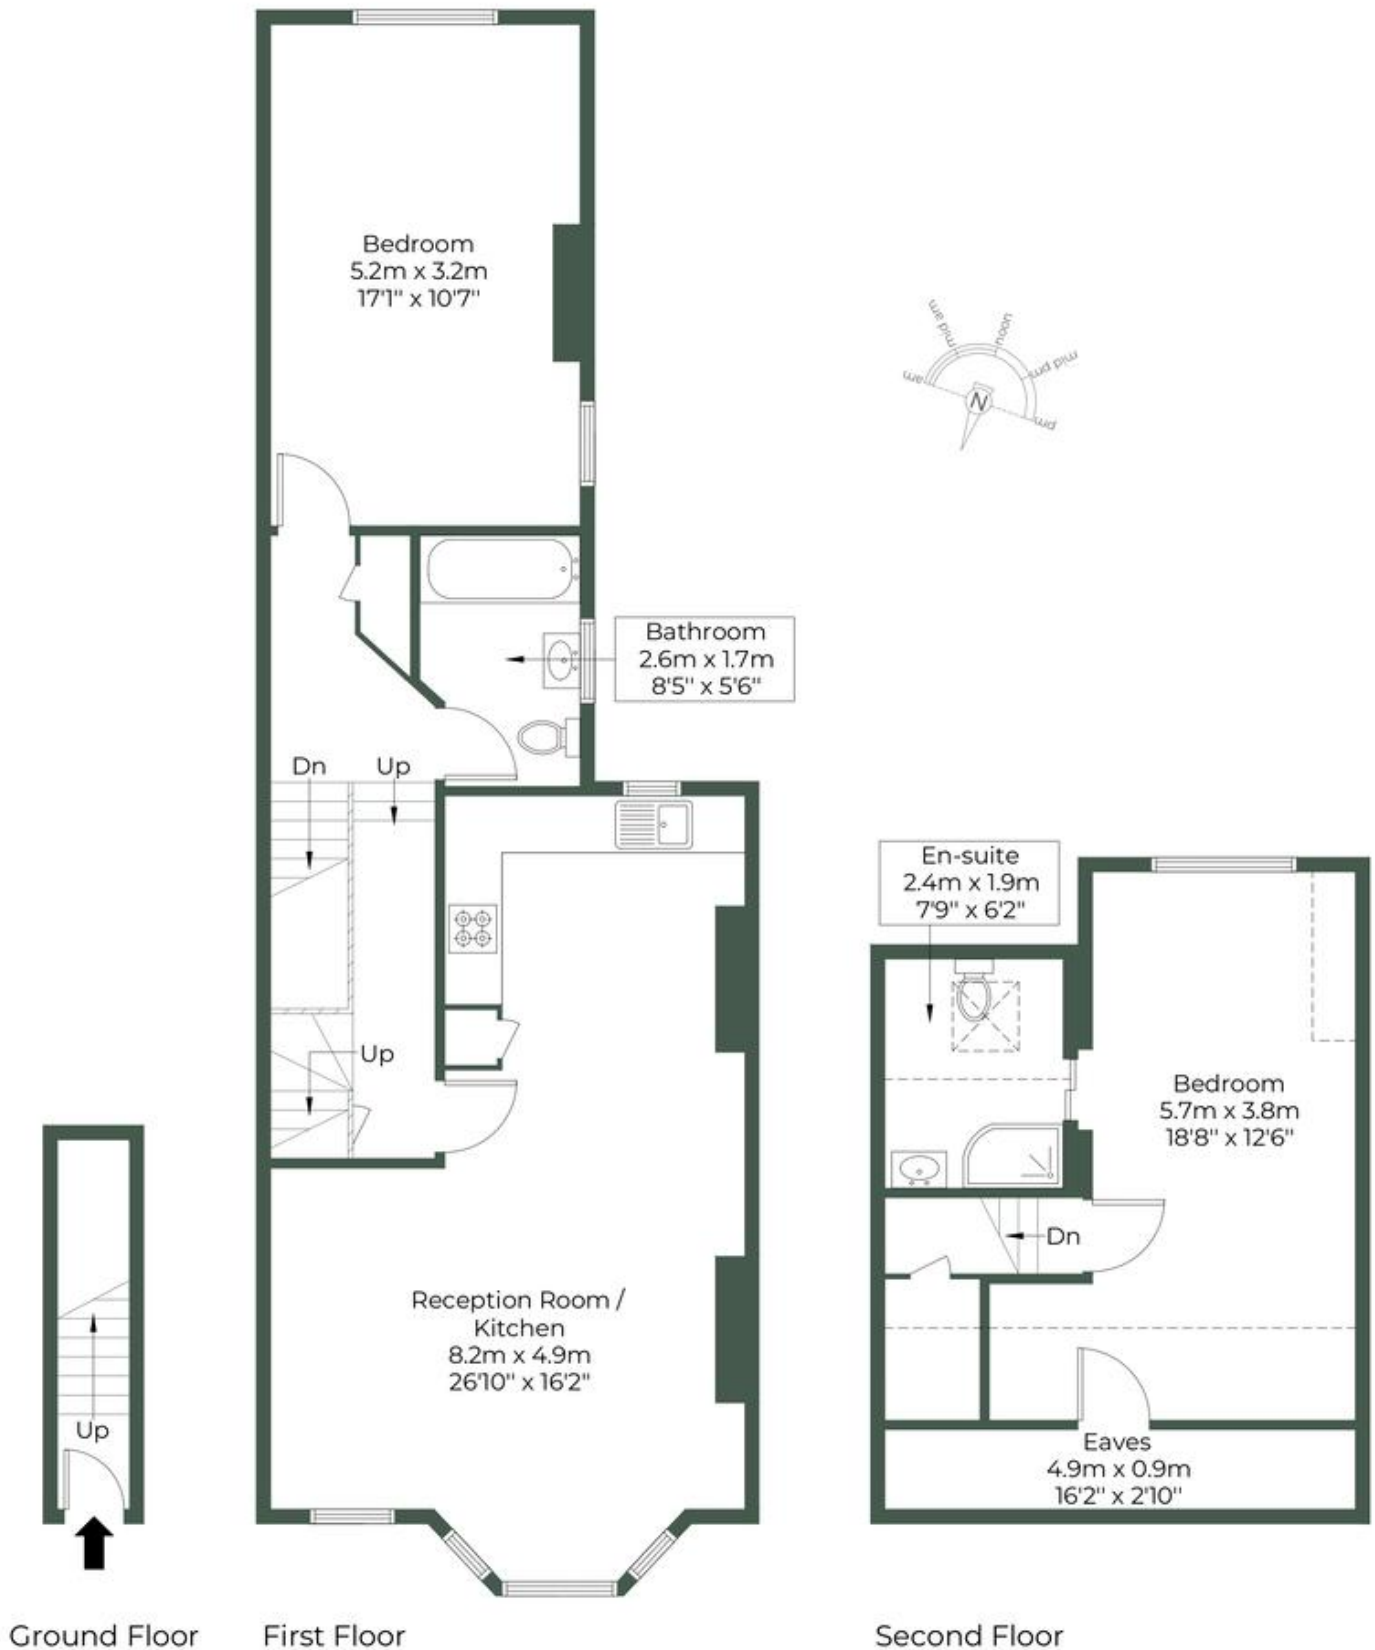 Bedroom
5.2m x 3.2m
17'1" x 10'7"
am
mid am
noon
mid pm
pm
N
Bathroom
2.6m x 1.7m
8'5" x 5'6"
Dn
Up
En-suite
2.4m x 1.9m
7'9" x 6'2"
Up
Bedroom
5.7m x 3.8m
18'8" x 12'6"
Dn
Reception Room /
Kitchen
8.2m x 4.9m
26'10" x 16'2"
Up
Eaves
4.9m x 0.9m
16'2" x 2'10"
Ground Floor
First Floor
Second Floor